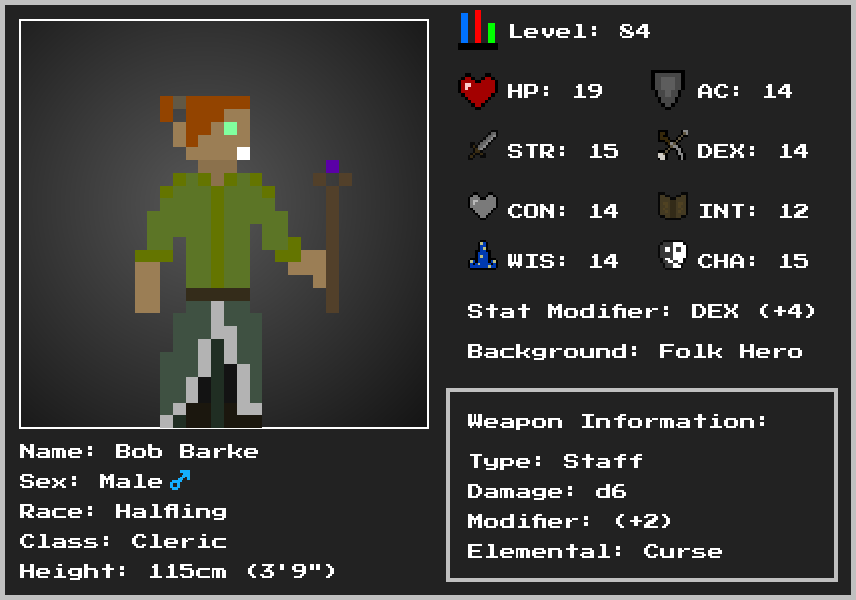 Level: 84
HP: 19
AC: 14
STR: 15
DEX: 14
CON: 14
INT: 12
WIS: 14
CHA: 15
Stat Modifier: DEX (+4)
Background: Folk Hero
Weapon Information:
Type: Staff
Damage: d6
Modifier: (+2)
Elemental: Curse
Name: Bob Barke
Sex: Male ♂
Race: Halfling
Class: Cleric
Height: 115cm (3'9")